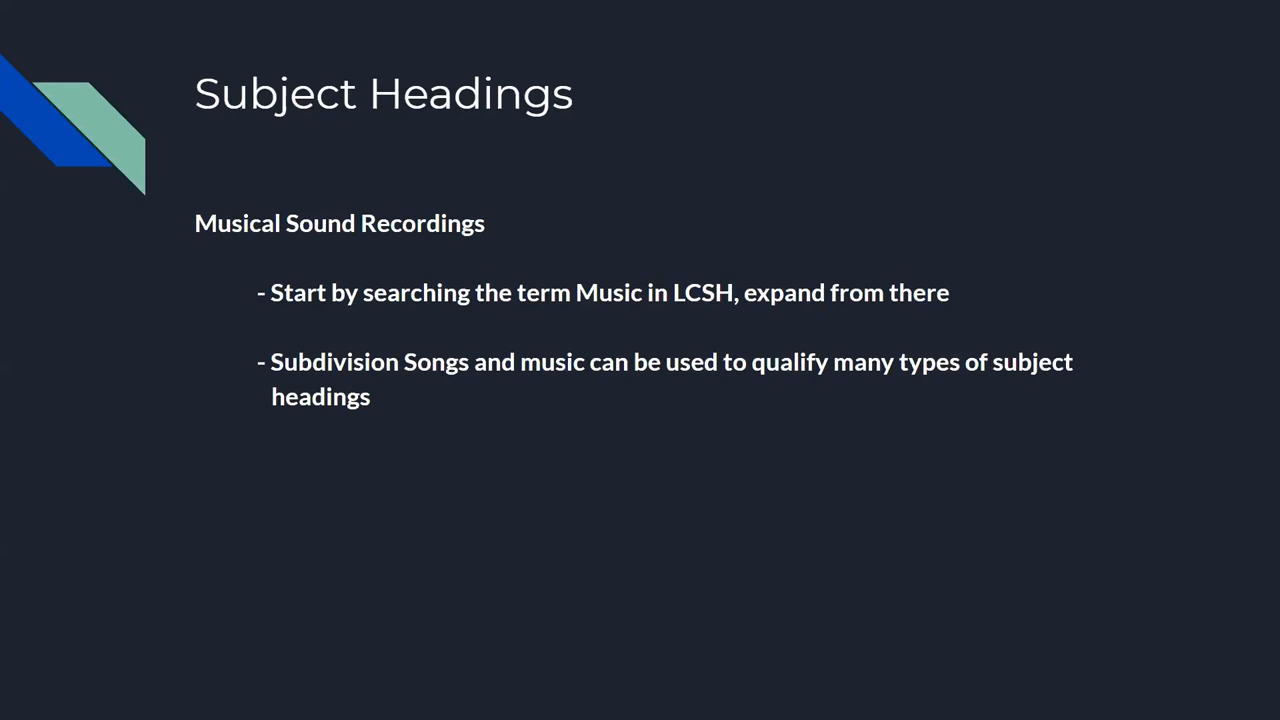 Subject Headings
Musical Sound Recordings
- Start by searching the term Music in LCSH, expand from there
- Subdivision Songs and music can be used to qualify many types of subject
headings